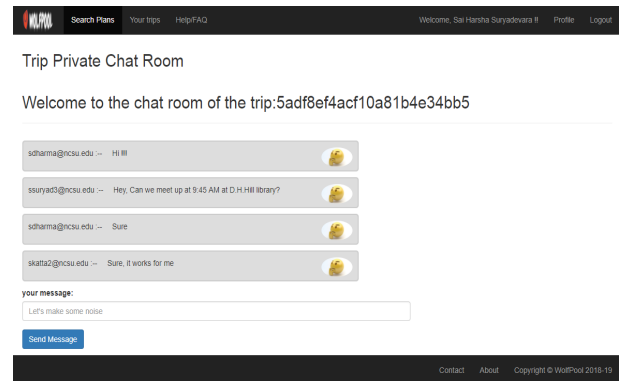 WOLFPOOL Search Plans Your trips Help/FAQ Welcome, Sai Harsha Suryadevara !! Profile Logout
Trip Private Chat Room
Welcome to the chat room of the trip:5adf8ef4acf10a81b4e34bb5
sdharma@ncsu.edu :-- Hi !!!
ssuryad3@ncsu.edu :-- Hey, Can we meet up at 9:45 AM at D.H.Hill library?
sdharma@ncsu.edu :-- Sure
skatta2@ncsu.edu :-- Sure, it works for me
your message:
Let's make some noise
Send Message
Contact About Copyright © WolfPool 2018-19